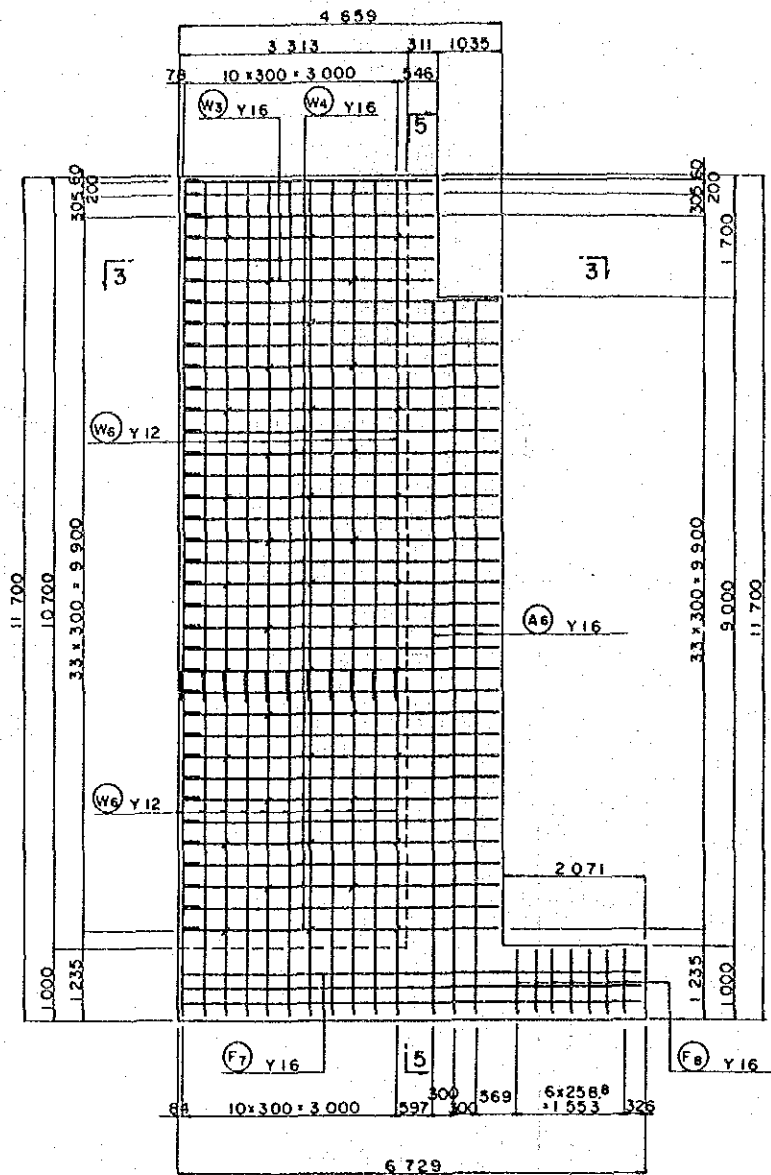 4 659
3 313 311 1035
78 10 x 300 = 3 000 546
W3 Y16 W4 Y16
5
305.60
200
305.60
200
1 700
3 3
W6 Y12
11 700
10 700
33 x 300 = 9 900
33 x 300 = 9 900
9 000
11 700
A6 Y16
W6 Y12
2 071
1 000
1 235
1 235
1 000
F7 Y16 5 F8 Y16
84 10 x 300 = 3 000 597 300 300 369 6 x 258.8 = 1 553 326
6 729